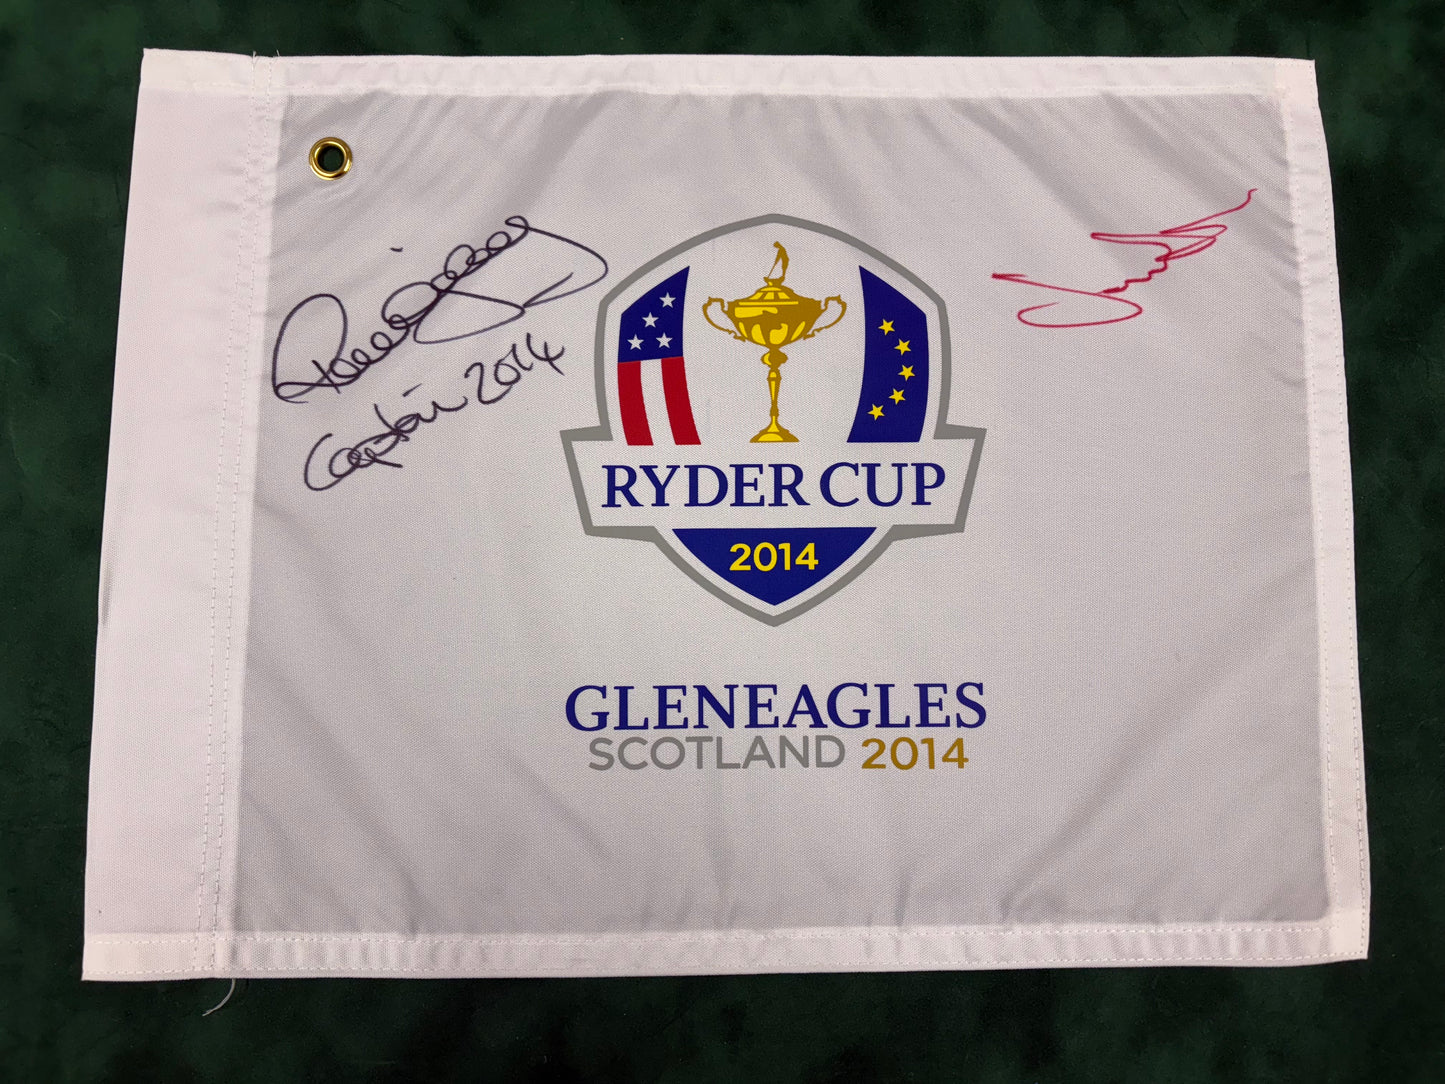 Captain 2014
RYDER CUP
2014
GLENEAGLES
SCOTLAND 2014